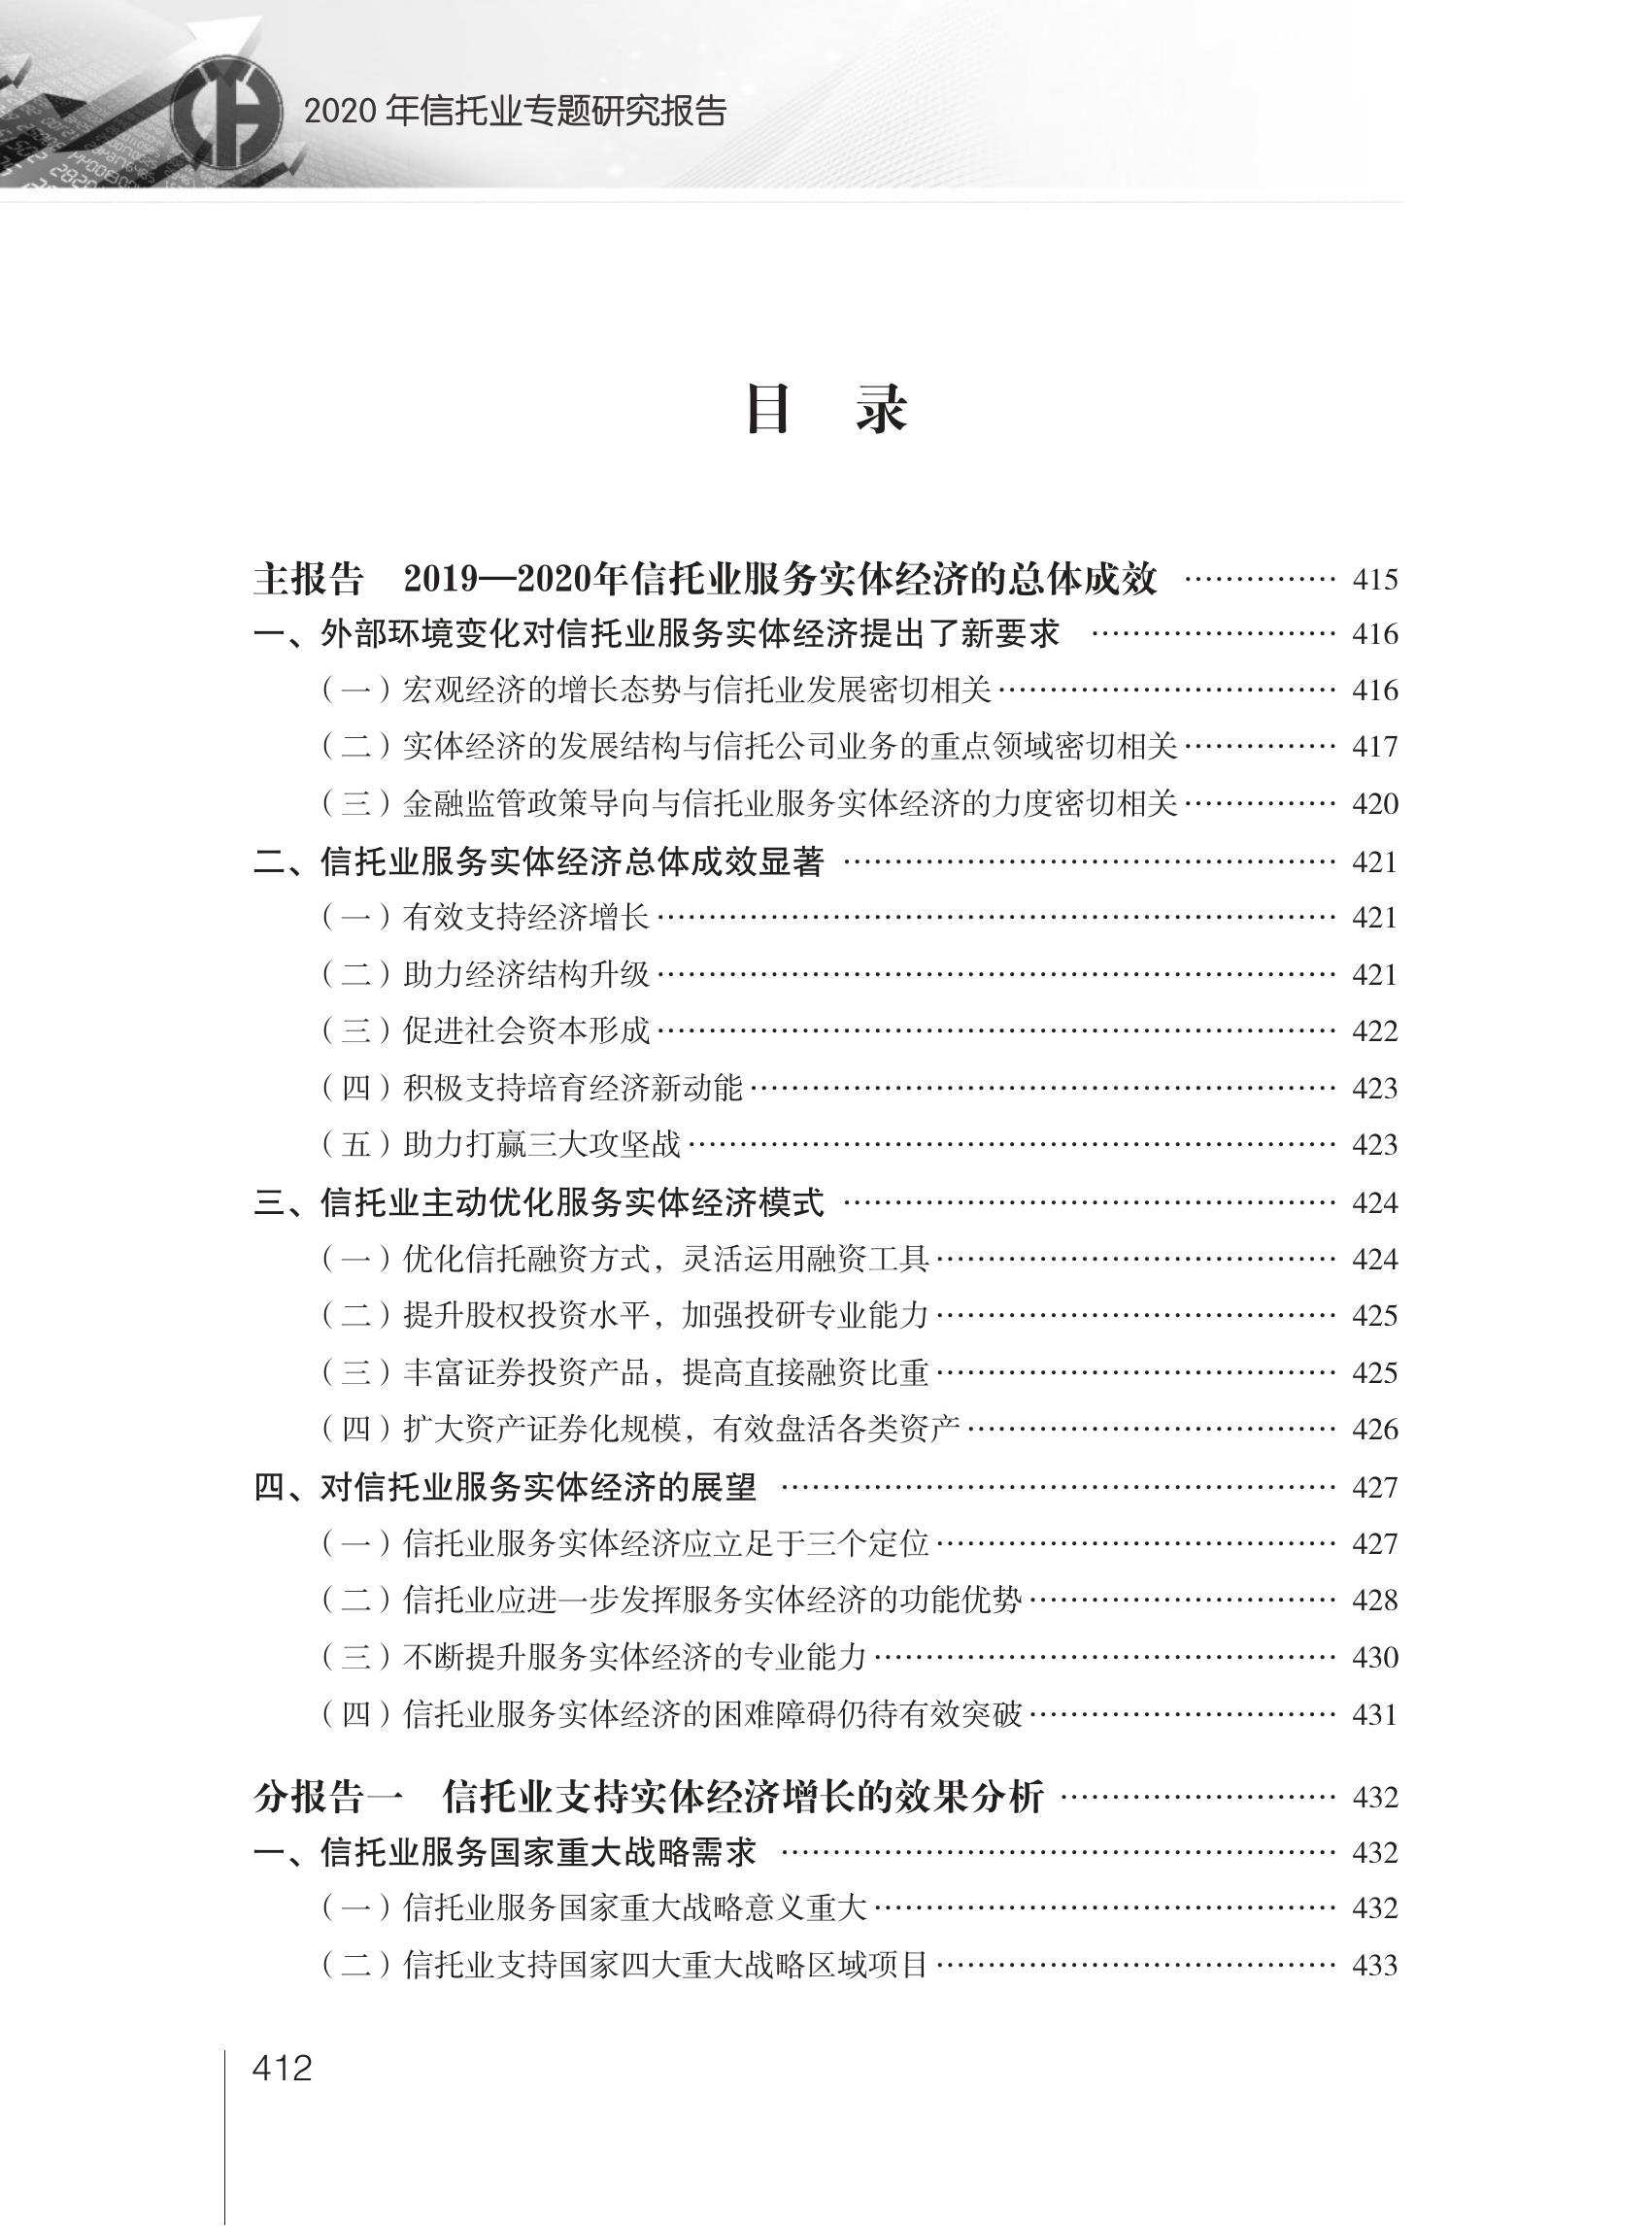 2020 年信托业专题研究报告
目 录
主报告 2019—2020年信托业服务实体经济的总体成效 …………… 415
一、外部环境变化对信托业服务实体经济提出了新要求 …………………… 416
（一）宏观经济的增长态势与信托业发展密切相关…………………………… 416
（二）实体经济的发展结构与信托公司业务的重点领域密切相关…………… 417
（三）金融监管政策导向与信托业服务实体经济的力度密切相关…………… 420
二、信托业服务实体经济总体成效显著 ………………………………………… 421
（一）有效支持经济增长………………………………………………………… 421
（二）助力经济结构升级………………………………………………………… 421
（三）促进社会资本形成………………………………………………………… 422
（四）积极支持培育经济新动能………………………………………………… 423
（五）助力打赢三大攻坚战……………………………………………………… 423
三、信托业主动优化服务实体经济模式 ………………………………………… 424
（一）优化信托融资方式，灵活运用融资工具………………………………… 424
（二）提升股权投资水平，加强投研专业能力………………………………… 425
（三）丰富证券投资产品，提高直接融资比重………………………………… 425
（四）扩大资产证券化规模，有效盘活各类资产……………………………… 426
四、对信托业服务实体经济的展望 ……………………………………………… 427
（一）信托业服务实体经济应立足于三个定位………………………………… 427
（二）信托业应进一步发挥服务实体经济的功能优势………………………… 428
（三）不断提升服务实体经济的专业能力……………………………………… 430
（四）信托业服务实体经济的困难障碍仍待有效突破………………………… 431
分报告一 信托业支持实体经济增长的效果分析 ……………………… 432
一、信托业服务国家重大战略需求 ……………………………………………… 432
（一）信托业服务国家重大战略意义重大……………………………………… 432
（二）信托业支持国家四大重大战略区域项目………………………………… 433
412